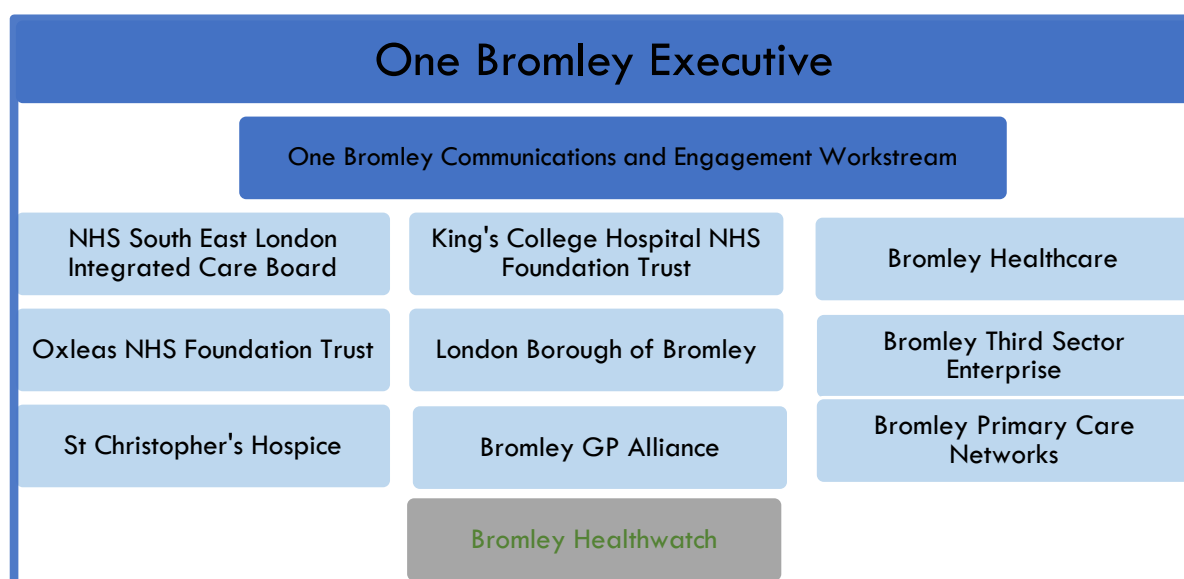 One Bromley Executive
One Bromley Communications and Engagement Workstream
NHS South East London
Integrated Care Board
King's College Hospital NHS
Foundation Trust
Bromley Healthcare
Oxleas NHS Foundation Trust
London Borough of Bromley
Bromley Third Sector
Enterprise
St Christopher's Hospice
Bromley GP Alliance
Bromley Primary Care
Networks
Bromley Healthwatch